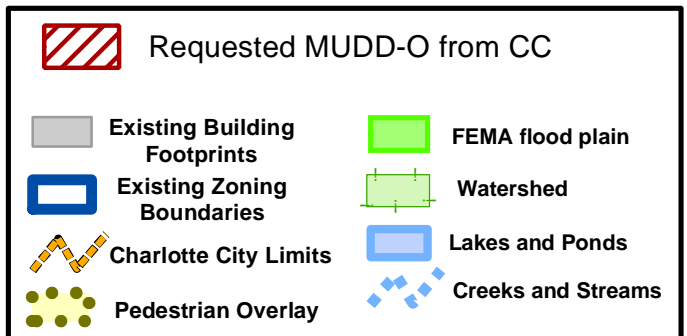 Requested MUDD-O from CC
Existing Building
Footprints
Existing Zoning
Boundaries
Charlotte City Limits
Pedestrian Overlay
FEMA flood plain
Watershed
Lakes and Ponds
Creeks and Streams